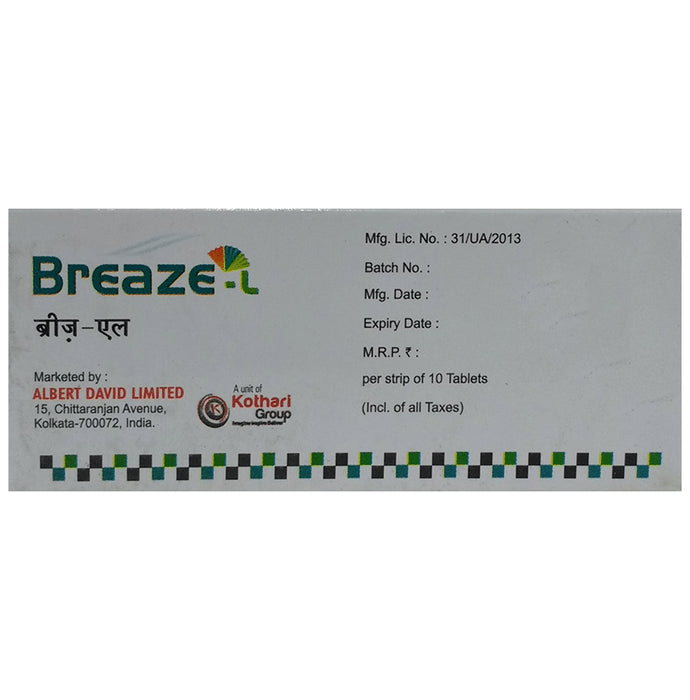 Breaze-L
ब्रीज़-एल
Marketed by :
ALBERT DAVID LIMITED
15, Chittaranjan Avenue,
Kolkata-700072, India.
A unit of
K
Kothari
Group
Mfg. Lic. No. : 31/UA/2013
Batch No. :
Mfg. Date :
Expiry Date :
M.R.P. ₹ :
per strip of 10 Tablets
(Incl. of all Taxes)